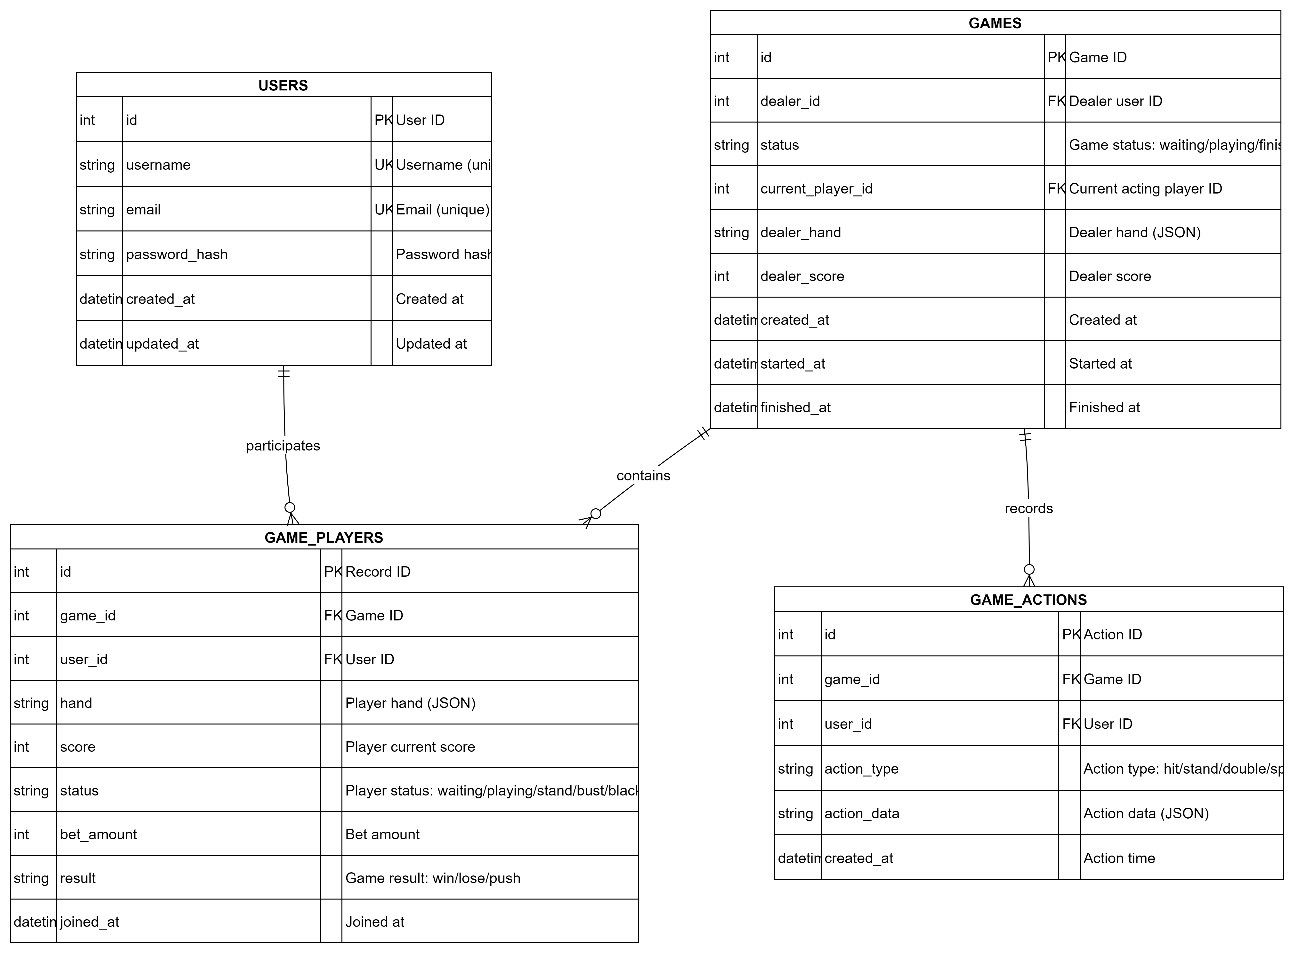 USERS
int id PK User ID
string username UK Username (uni
string email UK Email (unique)
string password_hash Password hash
datetim created_at Created at
datetim updated_at Updated at
GAMES
int id PK Game ID
int dealer_id FK Dealer user ID
string status Game status: waiting/playing/finis
int current_player_id FK Current acting player ID
string dealer_hand Dealer hand (JSON)
int dealer_score Dealer score
datetim created_at Created at
datetim started_at Started at
datetim finished_at Finished at
participates
contains
records
GAME_PLAYERS
int id PK Record ID
int game_id FK Game ID
int user_id FK User ID
string hand Player hand (JSON)
int score Player current score
string status Player status: waiting/playing/stand/bust/black
int bet_amount Bet amount
string result Game result: win/lose/push
datetim joined_at Joined at
GAME_ACTIONS
int id PK Action ID
int game_id FK Game ID
int user_id FK User ID
string action_type Action type: hit/stand/double/sp
string action_data Action data (JSON)
datetim created_at Action time